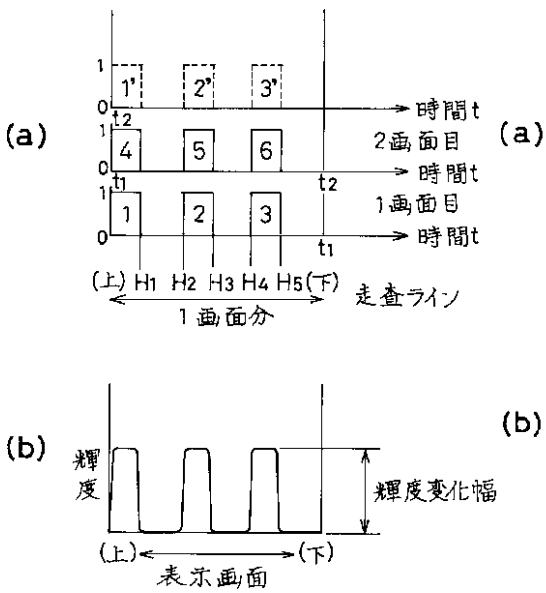 1
1' 2' 3'
0
時間t
t2
(a)
(a)
2画面目
1
4 5 6
0
時間t
t1
t2
1画面目
1
1 2 3
0
時間t
t1
(上) H1 H2 H3 H4 H5 (下) 走査ライン
1画面分
(b)
(b)
輝度
輝度変化幅
(上) (下)
表示画面